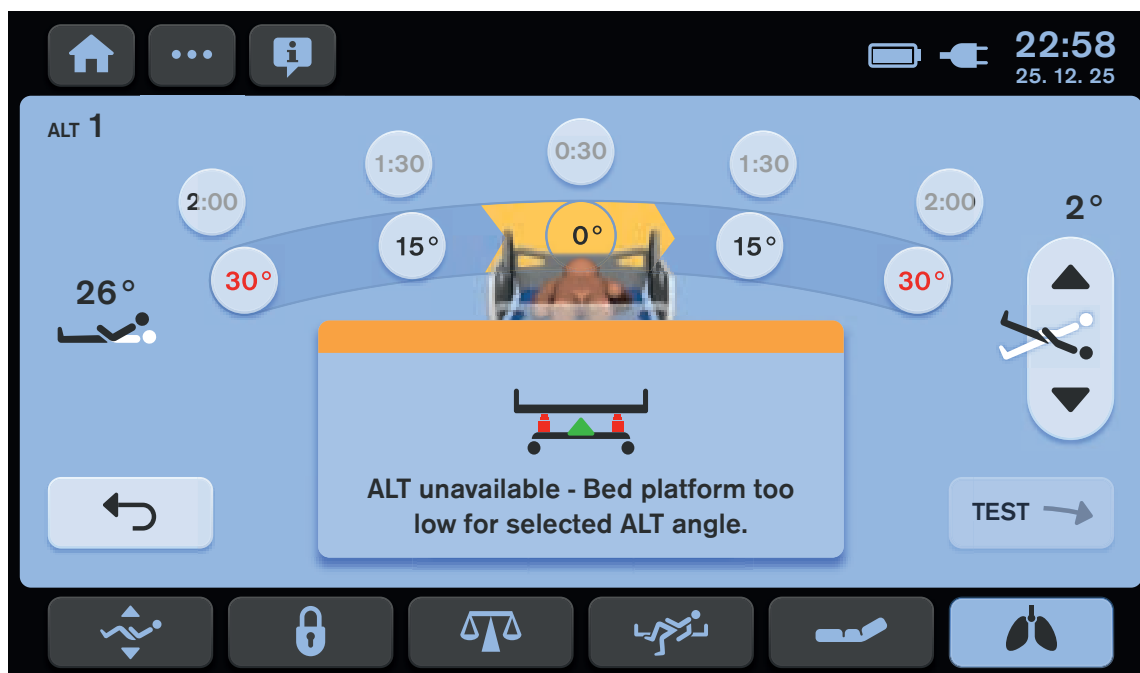 22:58
25. 12. 25
ALT 1
2:00
1:30
0:30
1:30
2:00
2°
30°
15°
0°
15°
30°
26°
ALT unavailable - Bed platform too
low for selected ALT angle.
TEST